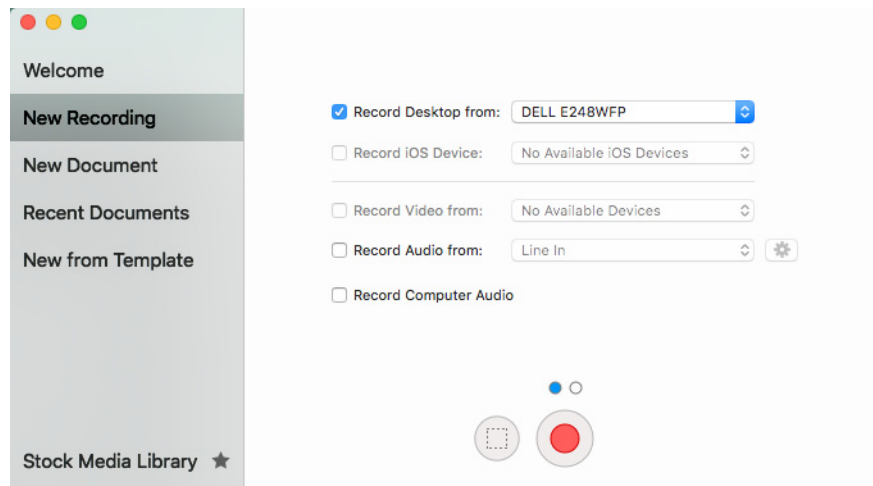 Welcome
New Recording
New Document
Recent Documents
New from Template
Stock Media Library
Record Desktop from: DELL E248WFP
Record iOS Device: No Available iOS Devices
Record Video from: No Available Devices
Record Audio from: Line In
Record Computer Audio